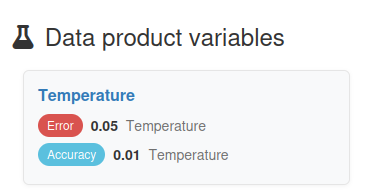 Data product variables
Temperature
Error 0.05 Temperature
Accuracy 0.01 Temperature